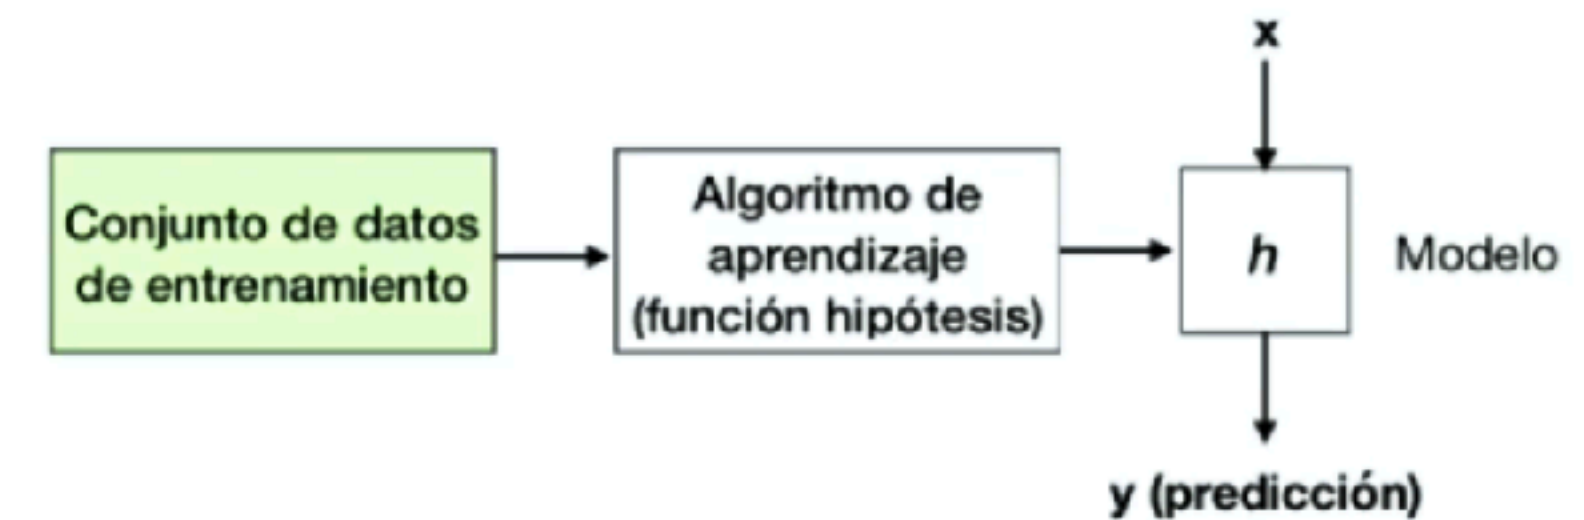 x
Conjunto de datos
de entrenamiento
Algoritmo de
aprendizaje
(función hipótesis)
h
Modelo
y (predicción)